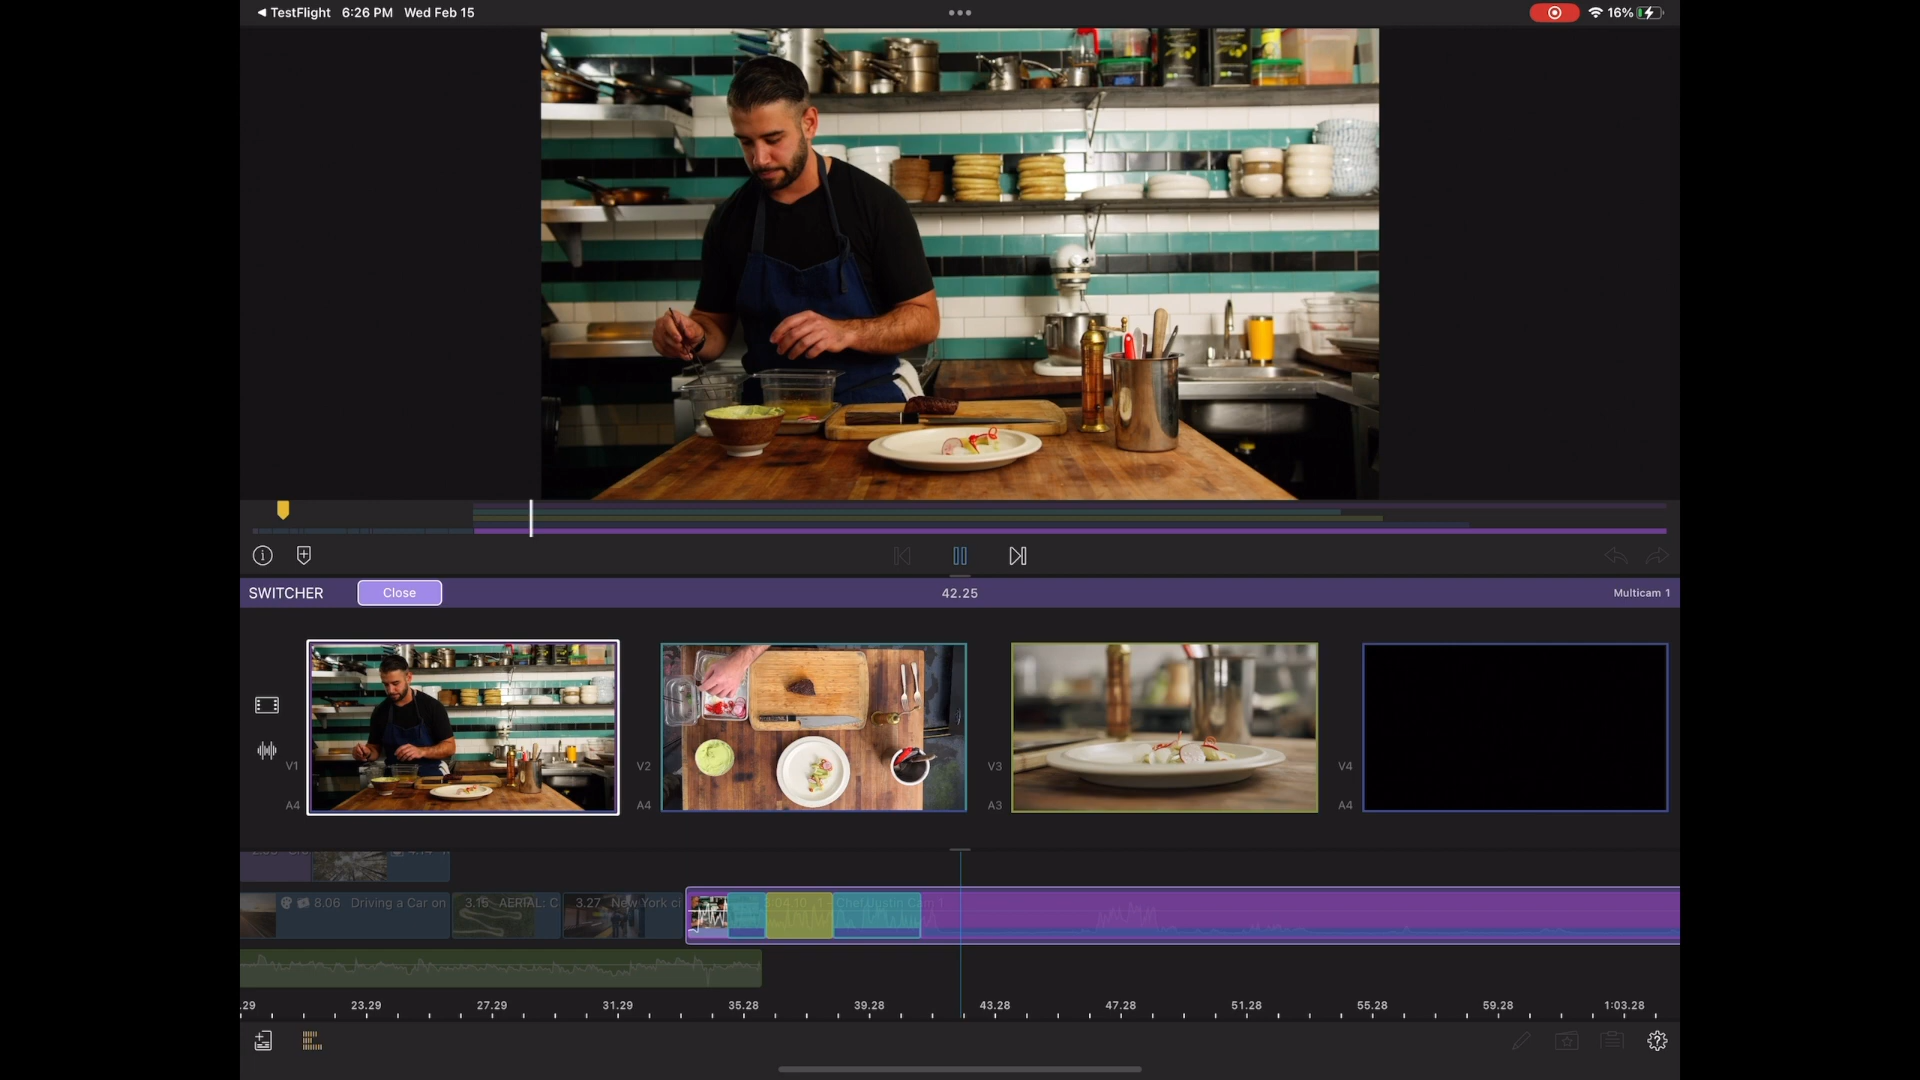 TestFlight 6:26 PM Wed Feb 15
16%
SWITCHER Close 42.25 Multicam 1
V1 V2 V3 V4
A4 A4 A3 A4
8.06 Driving a Car on 3.15 AERIAL: C 3.27 New York ci 1 - Chef Justin Cam 1
.29 23.29 27.29 31.29 35.28 39.28 43.28 47.28 51.28 55.28 59.28 1:03.28